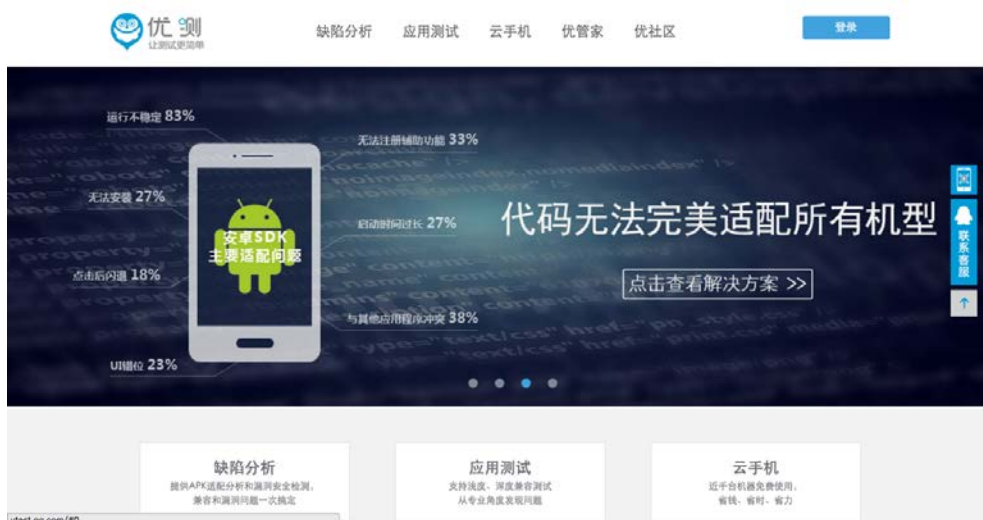 优测
让测试更简单
缺陷分析 应用测试 云手机 优管家 优社区
登录
运行不稳定 83%
无法注册辅助功能 33%
无法安装 27%
安卓SDK
主要适配问题
启动时间过长 27%
代码无法完美适配所有机型
点击后闪退 18%
点击查看解决方案 >>
与其他应用程序冲突 38%
UI错位 23%
联系客服
缺陷分析
提供APK适配分析和漏洞安全检测,
兼容和漏洞问题一次搞定
应用测试
支持浅度、深度兼容测试
从专业角度发现问题
云手机
近千台机器免费使用,
省钱、省时、省力